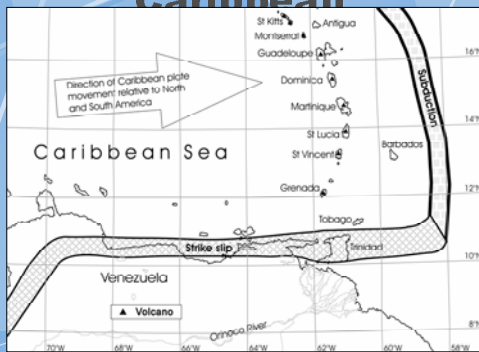 Caribbean
St Kitts
Antigua
Montserrat
Guadeloupe
16°N
Direction of Caribbean plate
movement relative to North
and South America
Dominica
Subduction
Martinique
14°N
St Lucia
Caribbean Sea
St Vincent
Barbados
Grenada
12°N
Tobago
Strike slip
Trinidad
10°N
Venezuela
Volcano
Orinoco River
8°N
70°W
68°W
66°W
64°W
62°W
60°W
58°W